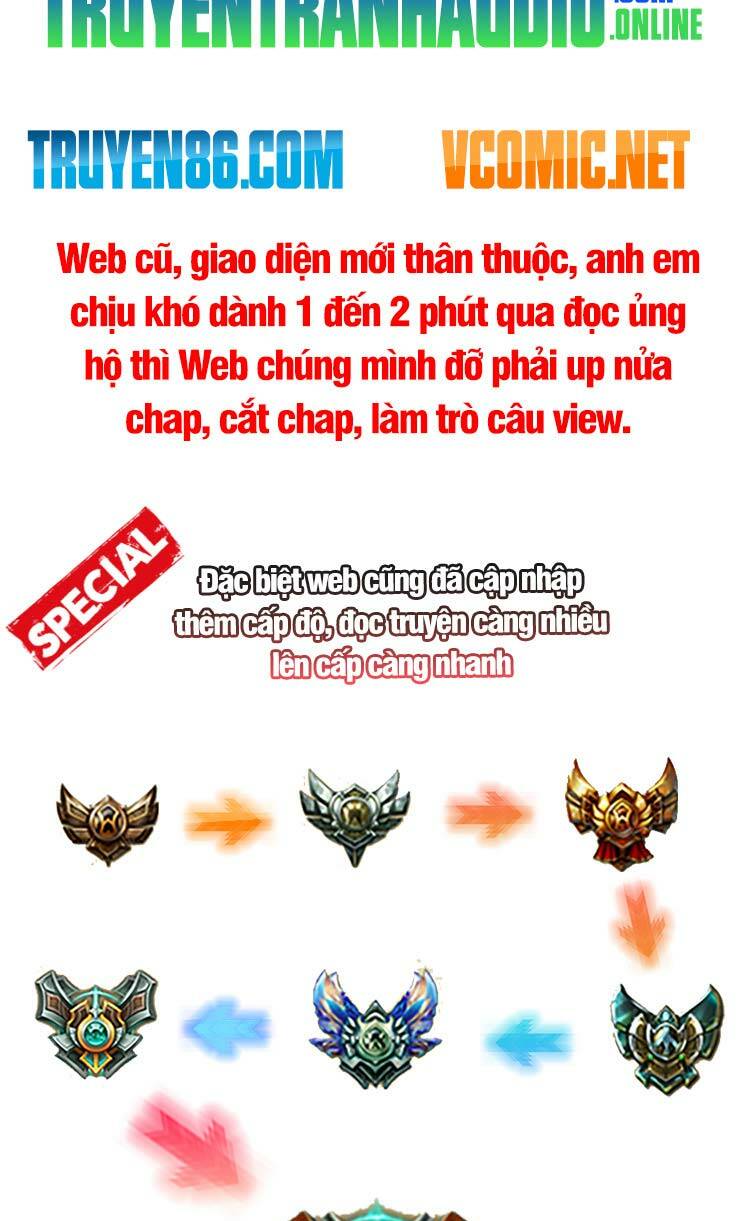 TRUYENTRANHAUDIO
.ONLINE
TRUYEN86.COM
VCOMIC.NET
Web cũ, giao diện mới thân thuộc, anh em
chịu khó dành 1 đến 2 phút qua đọc ủng
hộ thì Web chúng mình đỡ phải up nửa
chap, cắt chap, làm trò câu view.
SPECIAL
Đặc biệt web cũng đã cập nhập
thêm cấp độ, đọc truyện càng nhiều
lên cấp càng nhanh